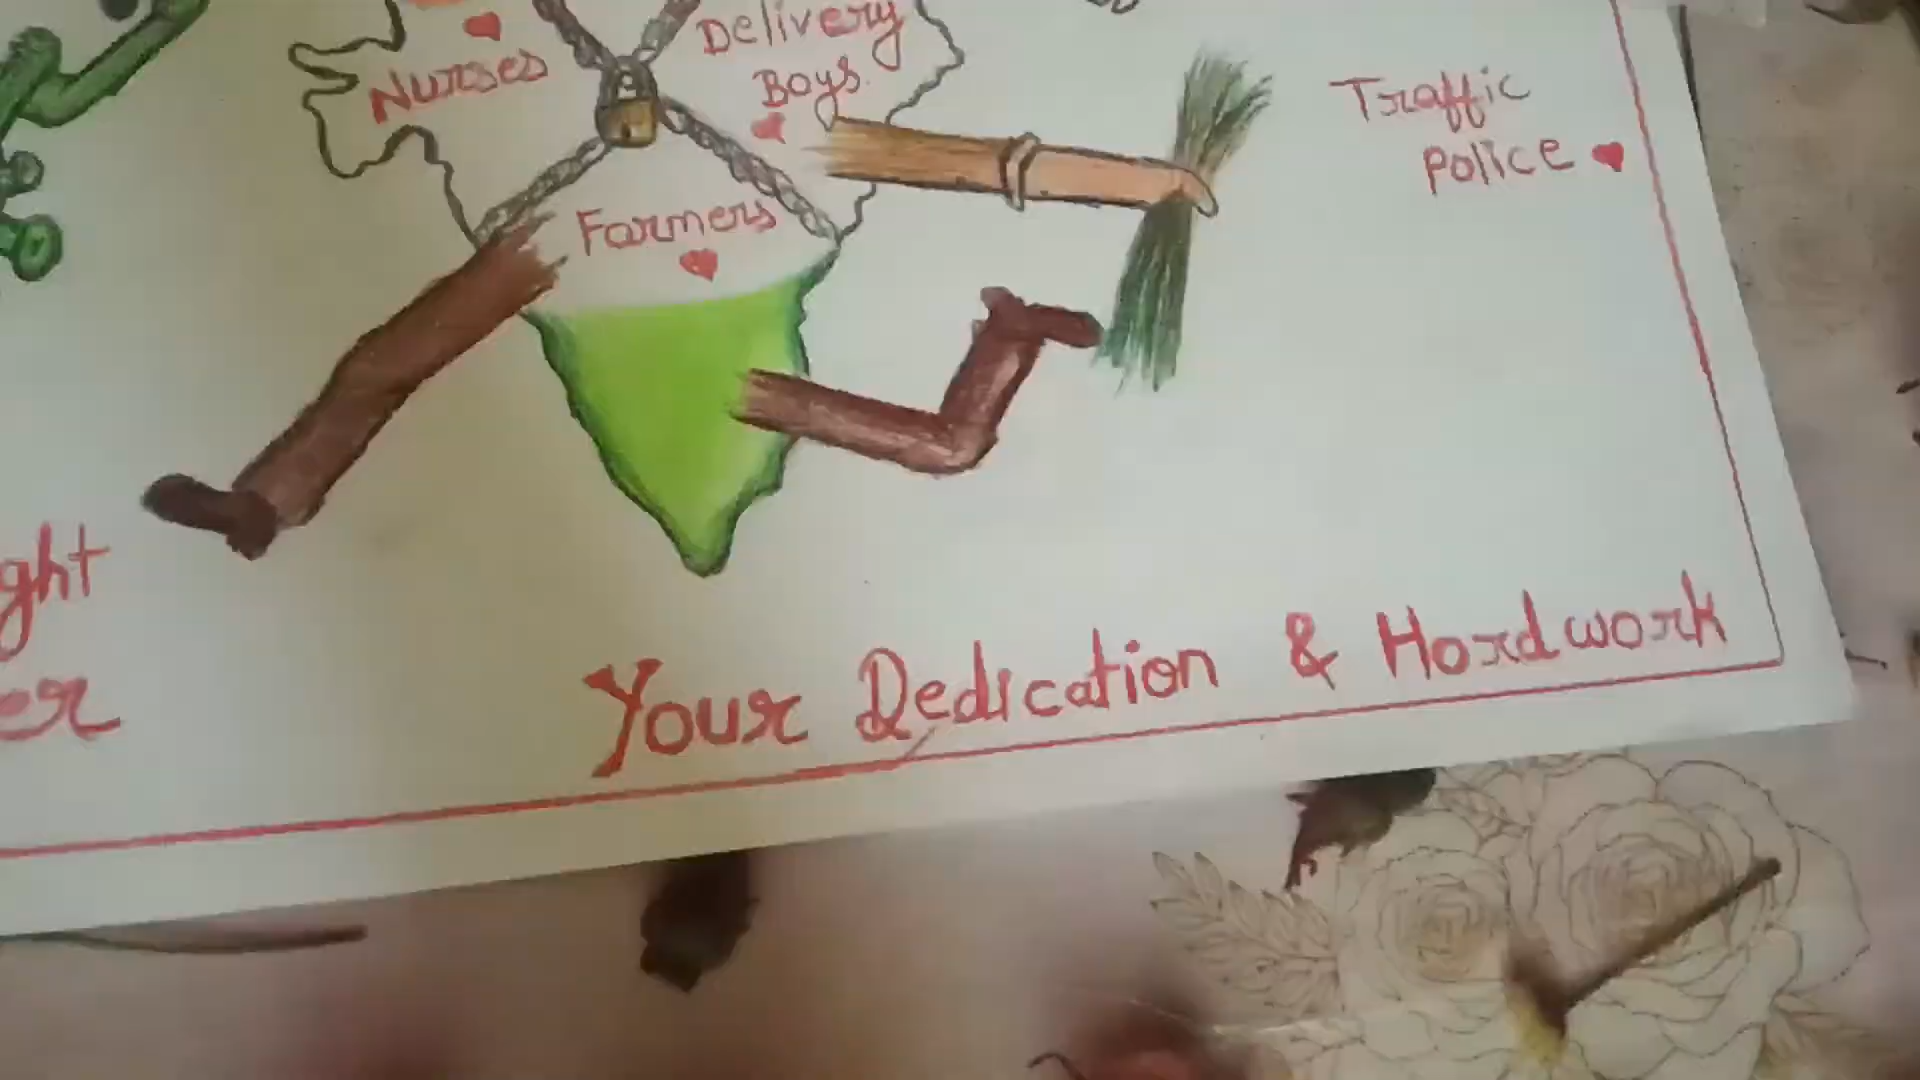 Nurses
Delivery
Boys
Farmers
Traffic
Police
ght
er
Your Dedication & Hardwork